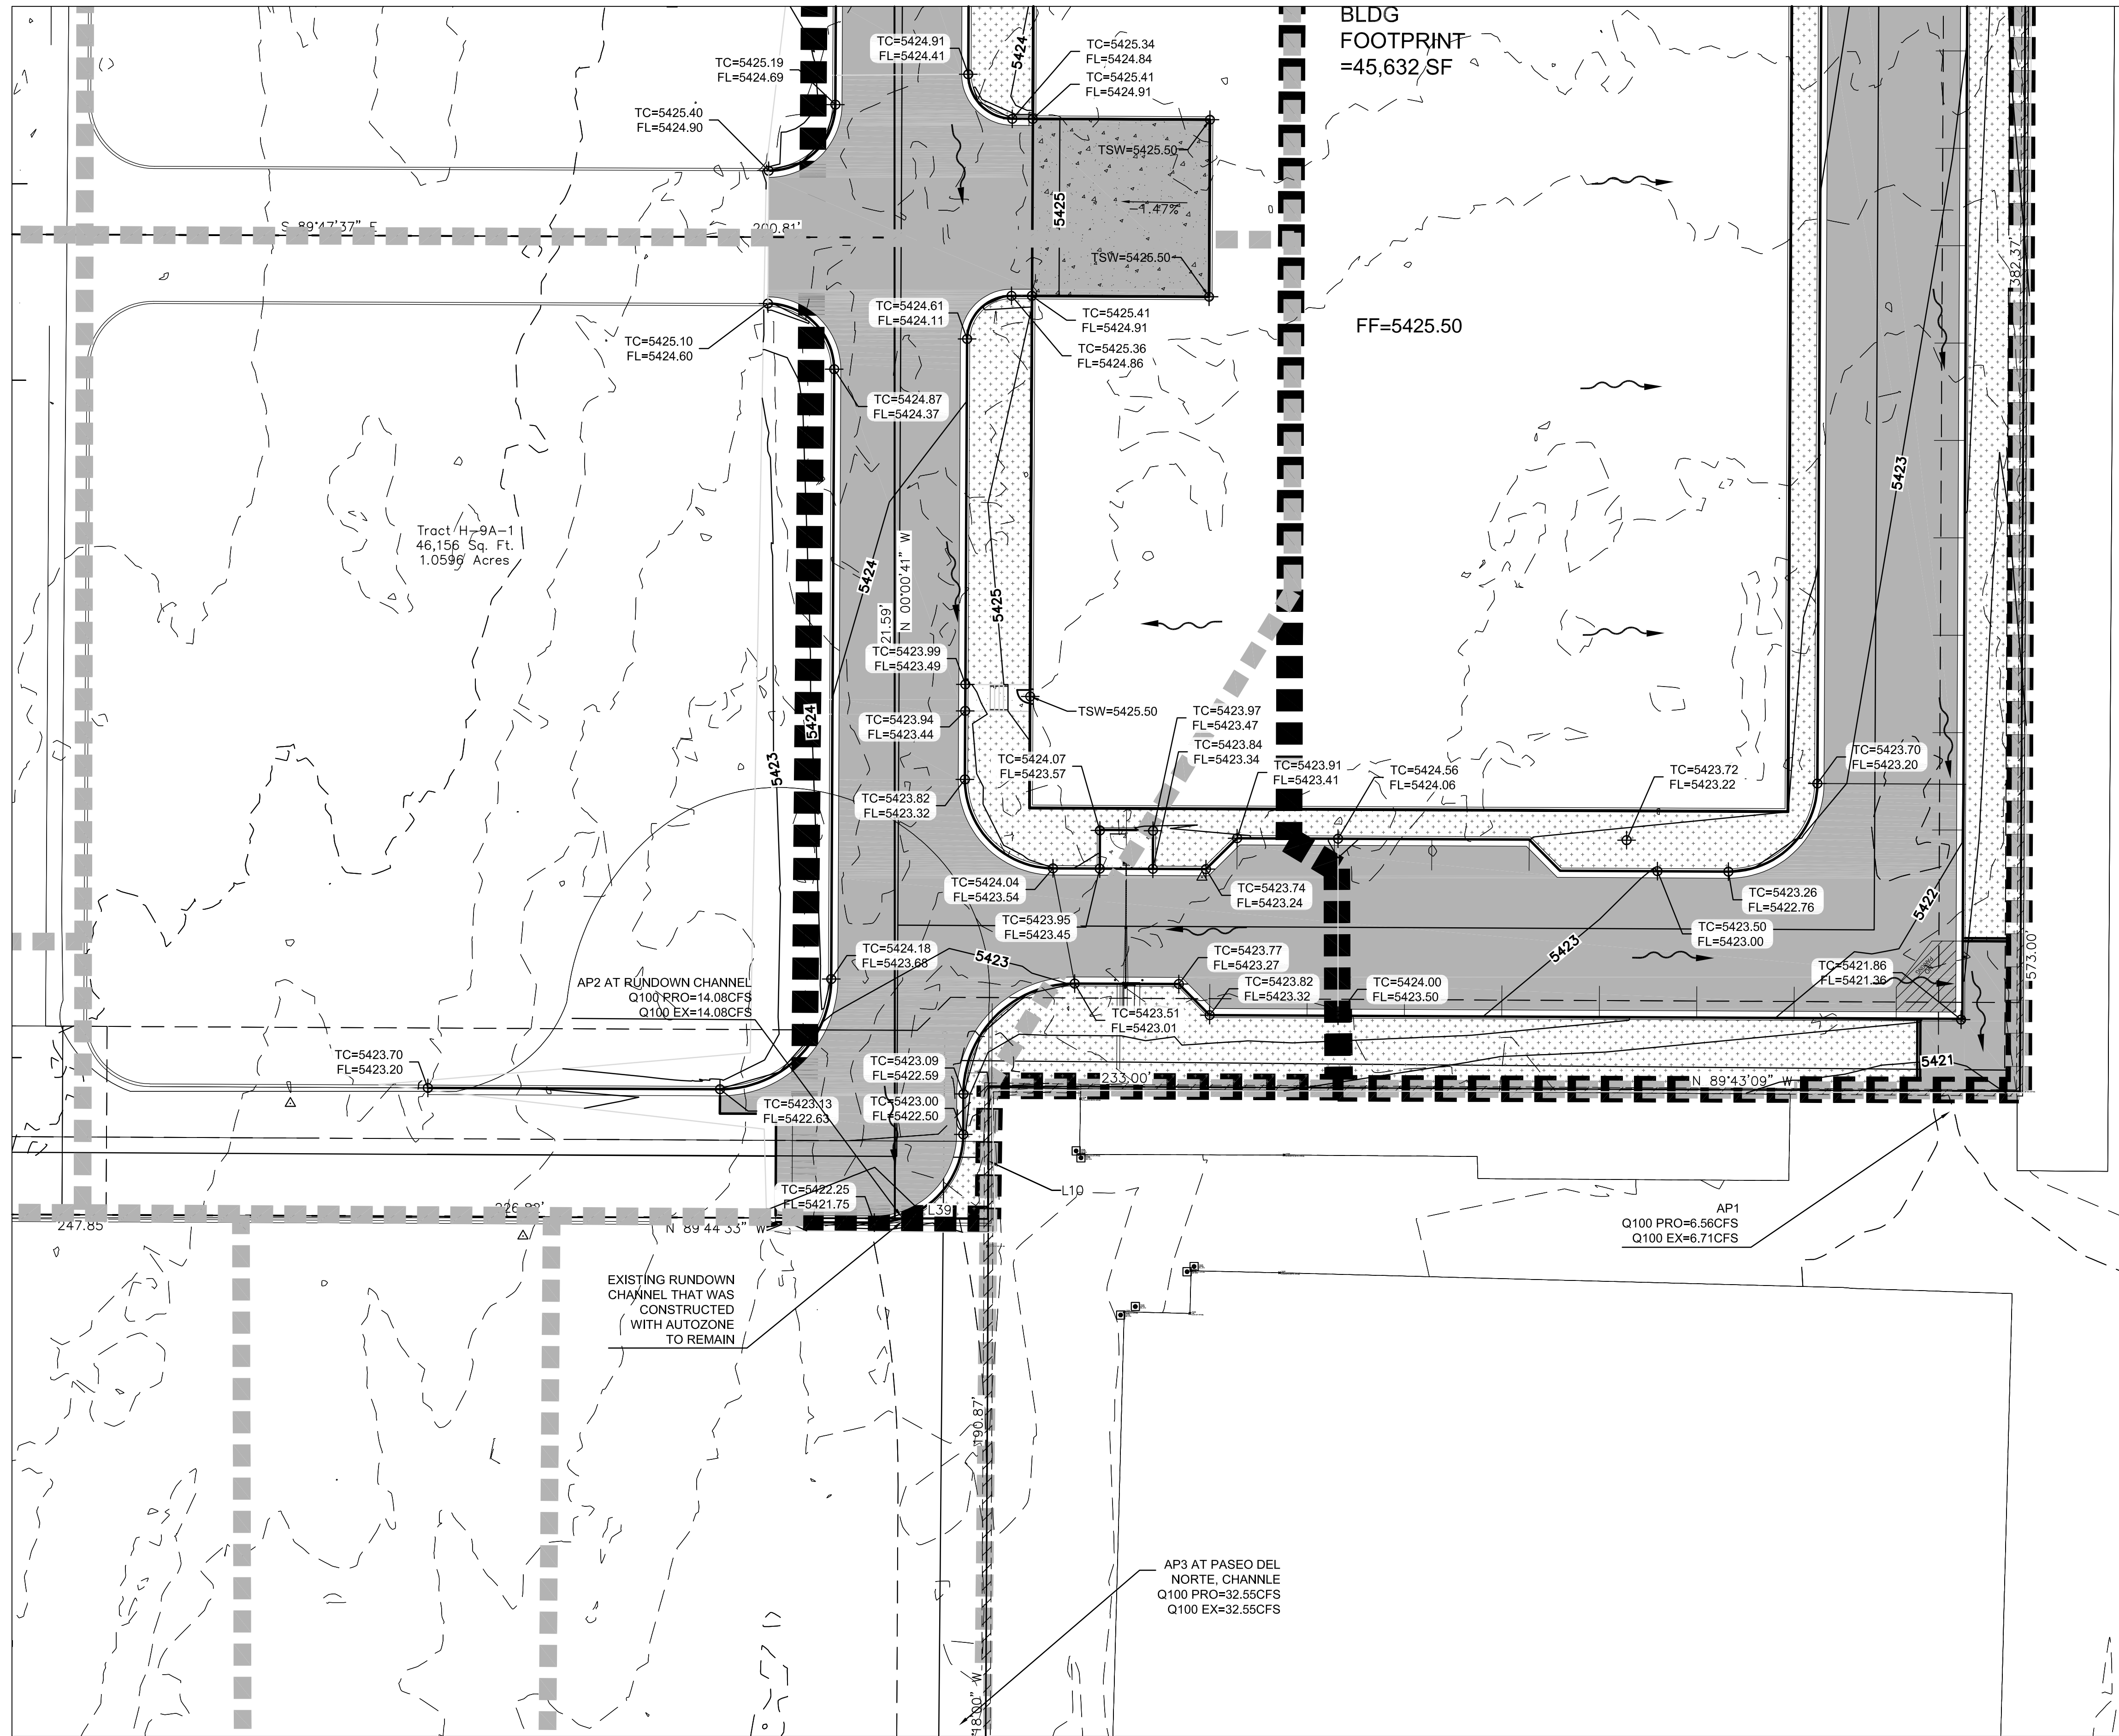 BLDG
FOOTPRINT
=45,632 SF
TC=5424.91
FL=5424.41
TC=5425.34
FL=5424.84
TC=5425.41
FL=5424.91
TC=5425.19
FL=5424.69
TC=5425.40
FL=5424.90
5424
TSW=5425.50
5425
-1.47%
S 89°47'37" E
200.81'
TSW=5425.50
382.37'
TC=5424.61
FL=5424.11
TC=5425.41
FL=5424.91
FF=5425.50
TC=5425.10
FL=5424.60
TC=5425.36
FL=5424.86
TC=5424.87
FL=5424.37
5423
Tract H-9A-1
46,156 Sq. Ft.
1.0596 Acres
5424
N 00°00'41" W
21.59'
5425
TC=5423.99
FL=5423.49
TSW=5425.50
TC=5423.94
FL=5423.44
TC=5423.97
FL=5423.47
5424
5423
TC=5423.84
FL=5423.34
TC=5424.07
FL=5423.57
TC=5423.91
FL=5423.41
TC=5424.56
FL=5424.06
TC=5423.72
FL=5423.22
TC=5423.70
FL=5423.20
TC=5423.82
FL=5423.32
TC=5424.04
FL=5423.54
TC=5423.74
FL=5423.24
TC=5423.26
FL=5422.76
5422
TC=5423.95
FL=5423.45
TC=5423.50
FL=5423.00
5423
5423
TC=5424.18
FL=5423.68
TC=5423.77
FL=5423.27
TC=5421.86
FL=5421.36
573.00'
AP2 AT RUNDOWN CHANNEL
Q100 PRO=14.08CFS
Q100 EX=14.08CFS
TC=5423.82
FL=5423.32
TC=5424.00
FL=5423.50
TC=5423.51
FL=5423.01
TC=5423.70
FL=5423.20
TC=5423.09
FL=5422.59
5421
233.00'
N 89°43'09" W
TC=5423.13
FL=5422.63
TC=5423.00
FL=5422.50
TC=5422.25
FL=5421.75
L10
L39
247.85
N 89°44'33" W
AP1
Q100 PRO=6.56CFS
Q100 EX=6.71CFS
EXISTING RUNDOWN
CHANNEL THAT WAS
CONSTRUCTED
WITH AUTOZONE
TO REMAIN
190.87'
AP3 AT PASEO DEL
NORTE, CHANNLE
Q100 PRO=32.55CFS
Q100 EX=32.55CFS
18.00" W